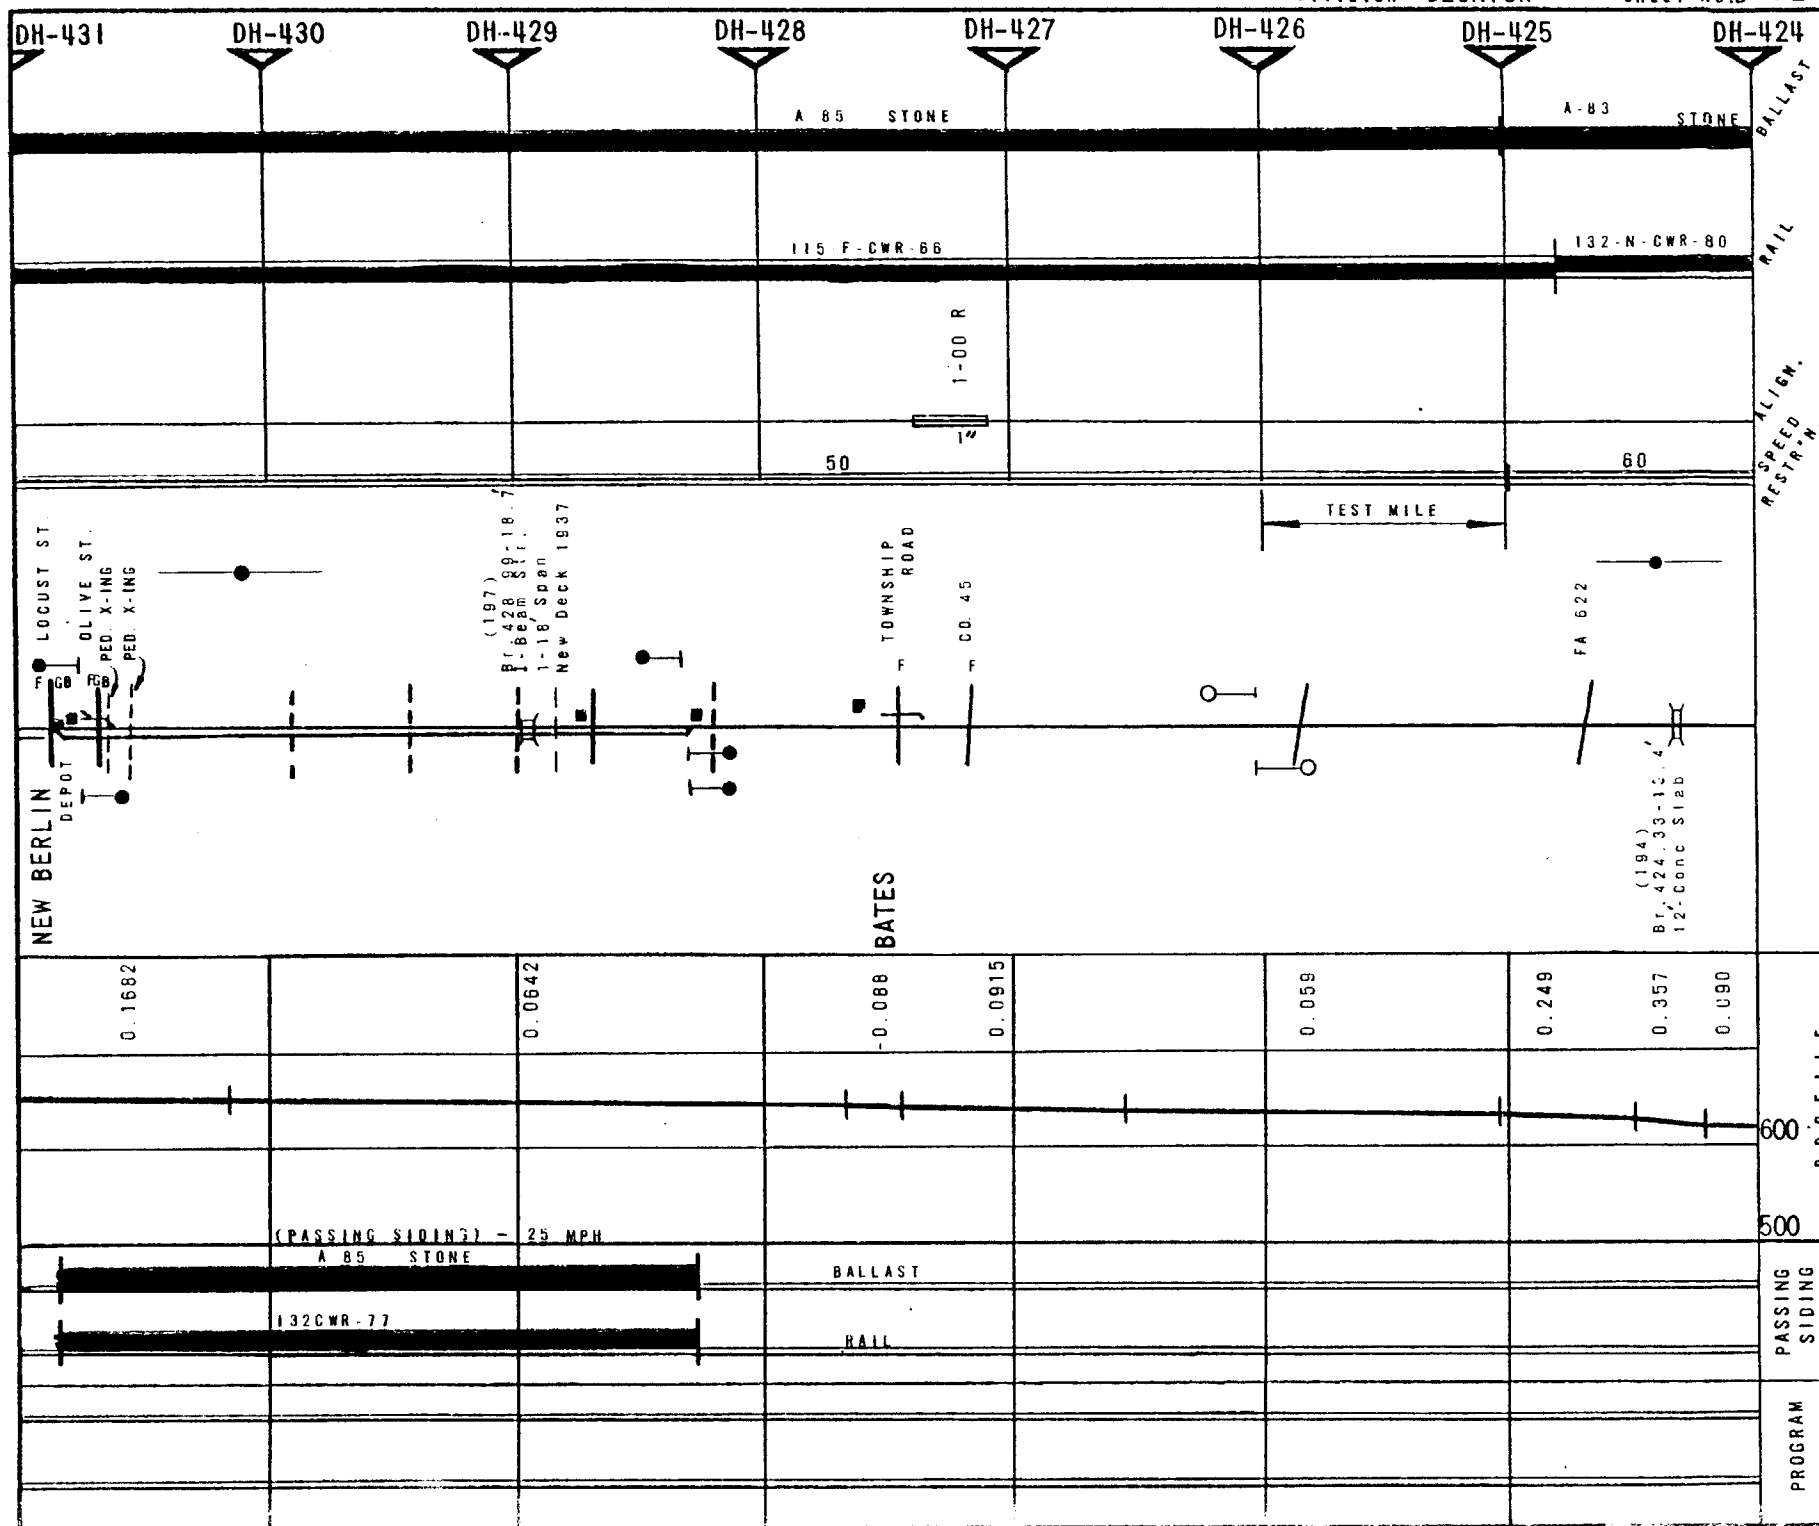 DH-431 DH-430 DH-429 DH-428 DH-427 DH-426 DH-425 DH-424
A 85 STONE
A-83 STONE
BALLAST
115 F-CWR-66
132-N-CWR-80
RAIL
1-00 R
1"
ALIGN.
50
60
SPEED
RESTR'N
TEST MILE
LOCUST ST
OLIVE ST.
PED. X-ING
PED. X-ING
(197)
Br. 428.99-18.7'
I-Beam Str.
1-18' Span
New Deck 1937
TOWNSHIP
ROAD
CO. 45
FA 622
F GB
FGB
F
F
NEW BERLIN
DEPOT
BATES
(194)
12'-Conc Slab
0.1682
0.0642
-0.088
0.0915
0.059
0.249
0.357
0.090
600
500
(PASSING SIDING) - 25 MPH
A 85 STONE
BALLAST
132CWR-77
RAIL
PASSING
SIDING
PROGRAM